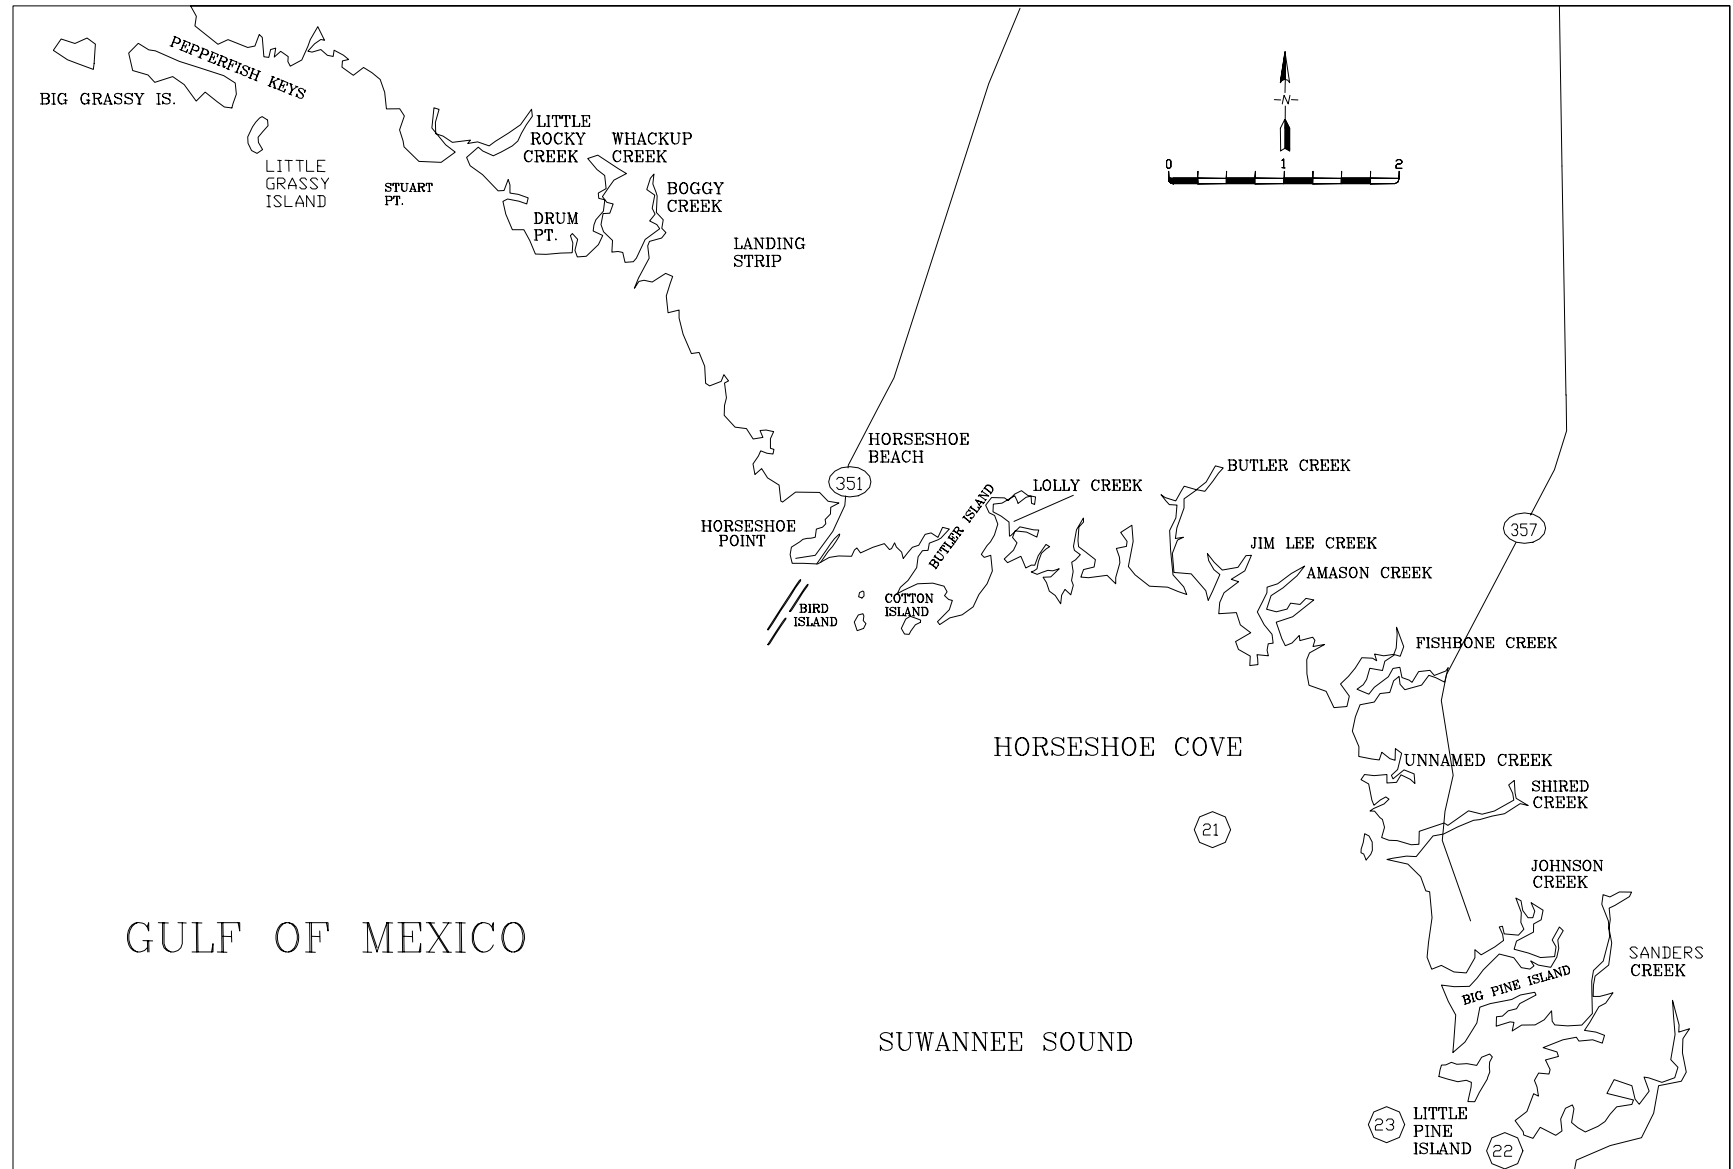 PEPPERFISH KEYS
BIG GRASSY IS.
LITTLE
GRASSY
ISLAND
STUART
PT.
LITTLE
ROCKY
CREEK
WHACKUP
CREEK
BOGGY
CREEK
DRUM
PT.
LANDING
STRIP
-N-
0 1 2
HORSESHOE
BEACH
351
HORSESHOE
POINT
BUTLER ISLAND
LOLLY CREEK
BUTLER CREEK
357
JIM LEE CREEK
AMASON CREEK
BIRD
ISLAND
COTTON
ISLAND
FISHBONE CREEK
HORSESHOE COVE
UNNAMED CREEK
SHIRED
CREEK
21
JOHNSON
CREEK
GULF OF MEXICO
SANDERS
CREEK
BIG PINE ISLAND
SUWANNEE SOUND
23
LITTLE
PINE
ISLAND
22